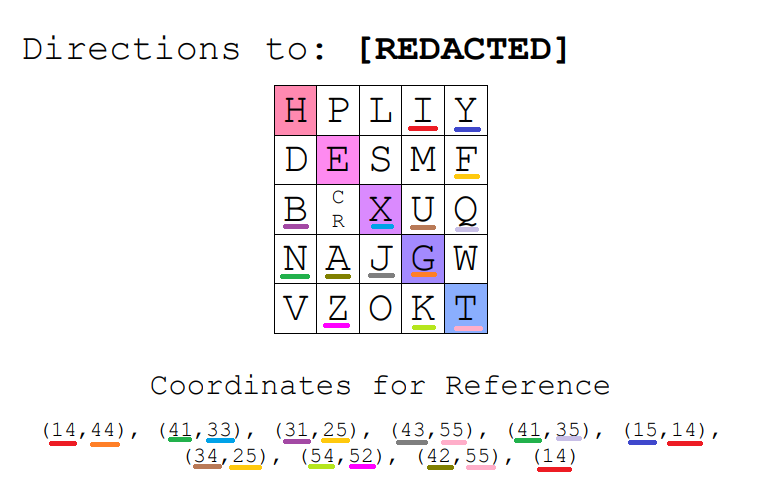 Directions to: [REDACTED]
H P L I Y
D E S M F
B C R X U Q
N A J G W
V Z O K T
Coordinates for Reference
(14,44), (41,33), (31,25), (43,55), (41,35), (15,14),
(34,25), (54,52), (42,55), (14)